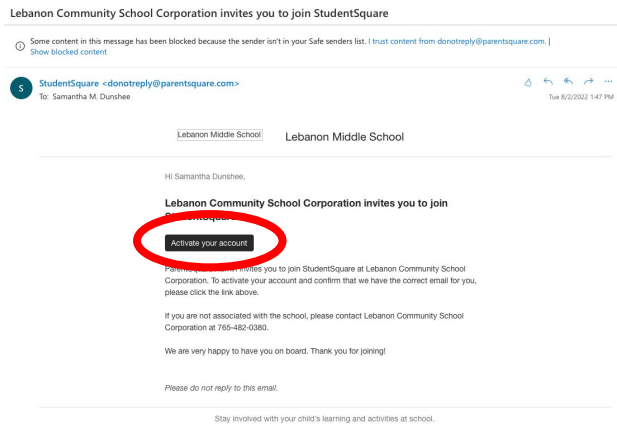 Lebanon Community School Corporation invites you to join StudentSquare
Some content in this message has been blocked because the sender isn't in your Safe senders list. I trust content from donotreply@parentsquare.com. |
Show blocked content
S
StudentSquare <donotreply@parentsquare.com>
To: Samantha M. Dunshee
Tue 8/2/2022 1:47 PM
Lebanon Middle School
Lebanon Middle School
Hi Samantha Dunshee,
Lebanon Community School Corporation invites you to join
StudentSquare
Activate your account
invites you to join StudentSquare at Lebanon Community School
Corporation. To activate your account and confirm that we have the correct email for you,
please click the link above.
If you are not associated with the school, please contact Lebanon Community School
Corporation at 765-482-0380.
We are very happy to have you on board. Thank you for joining!
Please do not reply to this email.
Stay involved with your child's learning and activities at school.